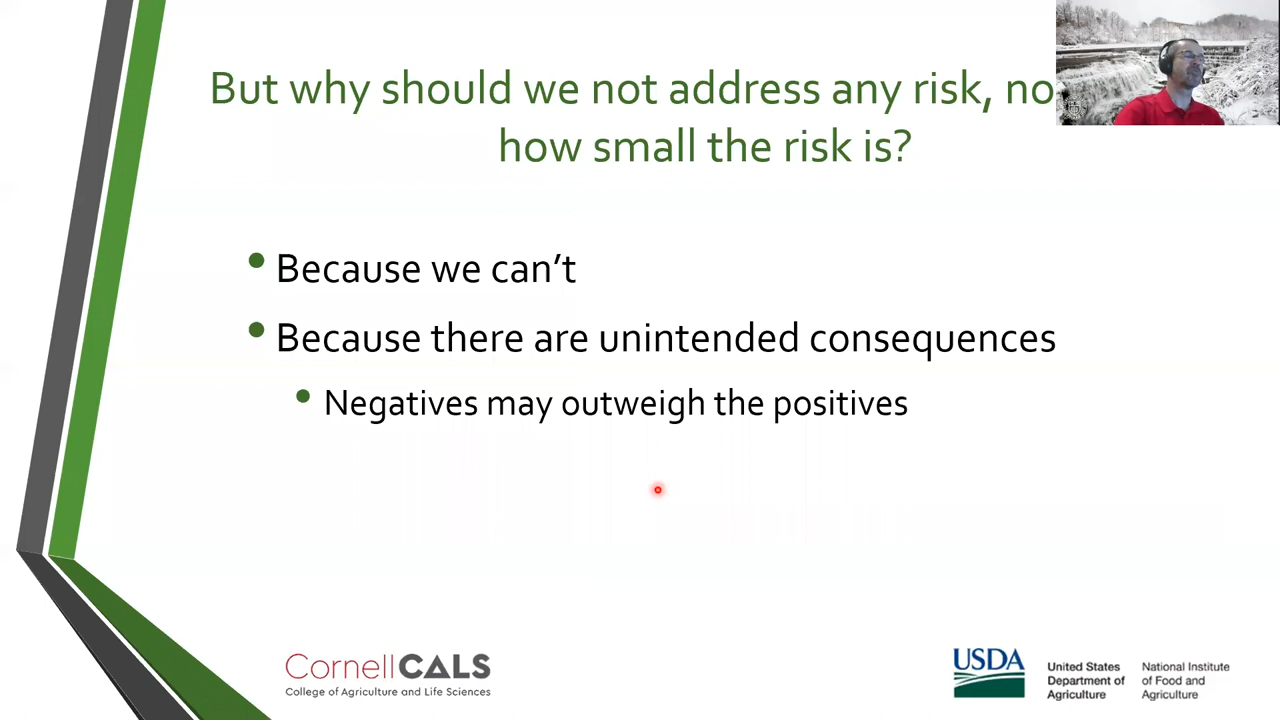 But why should we not address any risk, no
how small the risk is?
Because we can't
Because there are unintended consequences
Negatives may outweigh the positives
CornellCALS
College of Agriculture and Life Sciences
USDA
United States
Department of
Agriculture
National Institute
of Food and
Agriculture